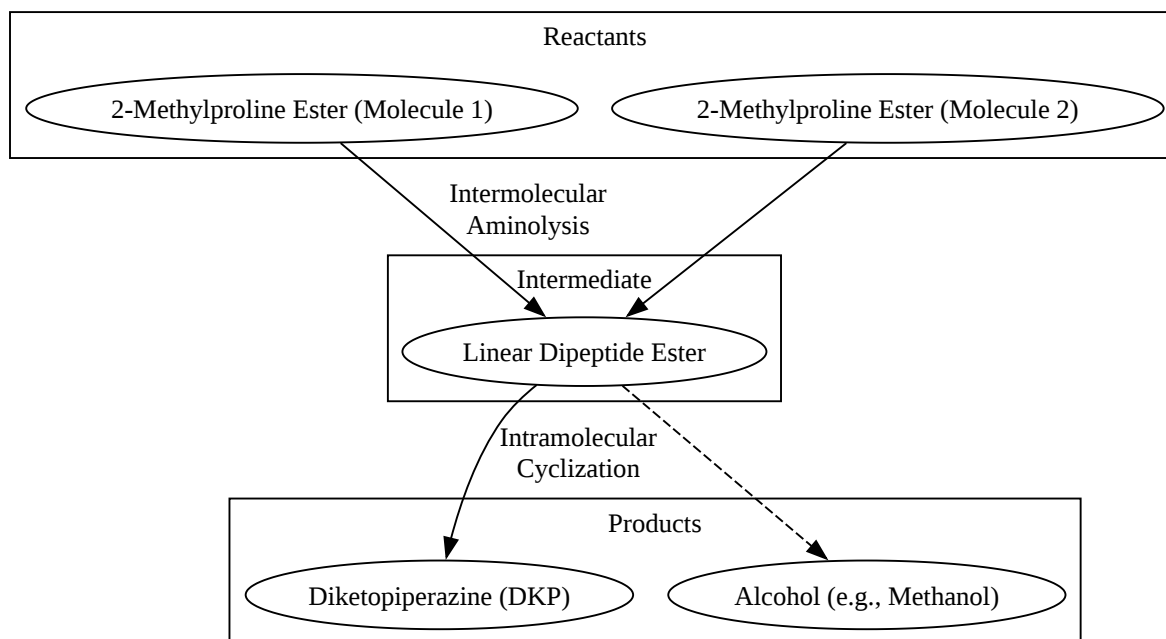 Reactants
2-Methylproline Ester (Molecule 1)
2-Methylproline Ester (Molecule 2)
Intermolecular
Aminolysis
Intermediate
Linear Dipeptide Ester
Intramolecular
Cyclization
Products
Diketopiperazine (DKP)
Alcohol (e.g., Methanol)